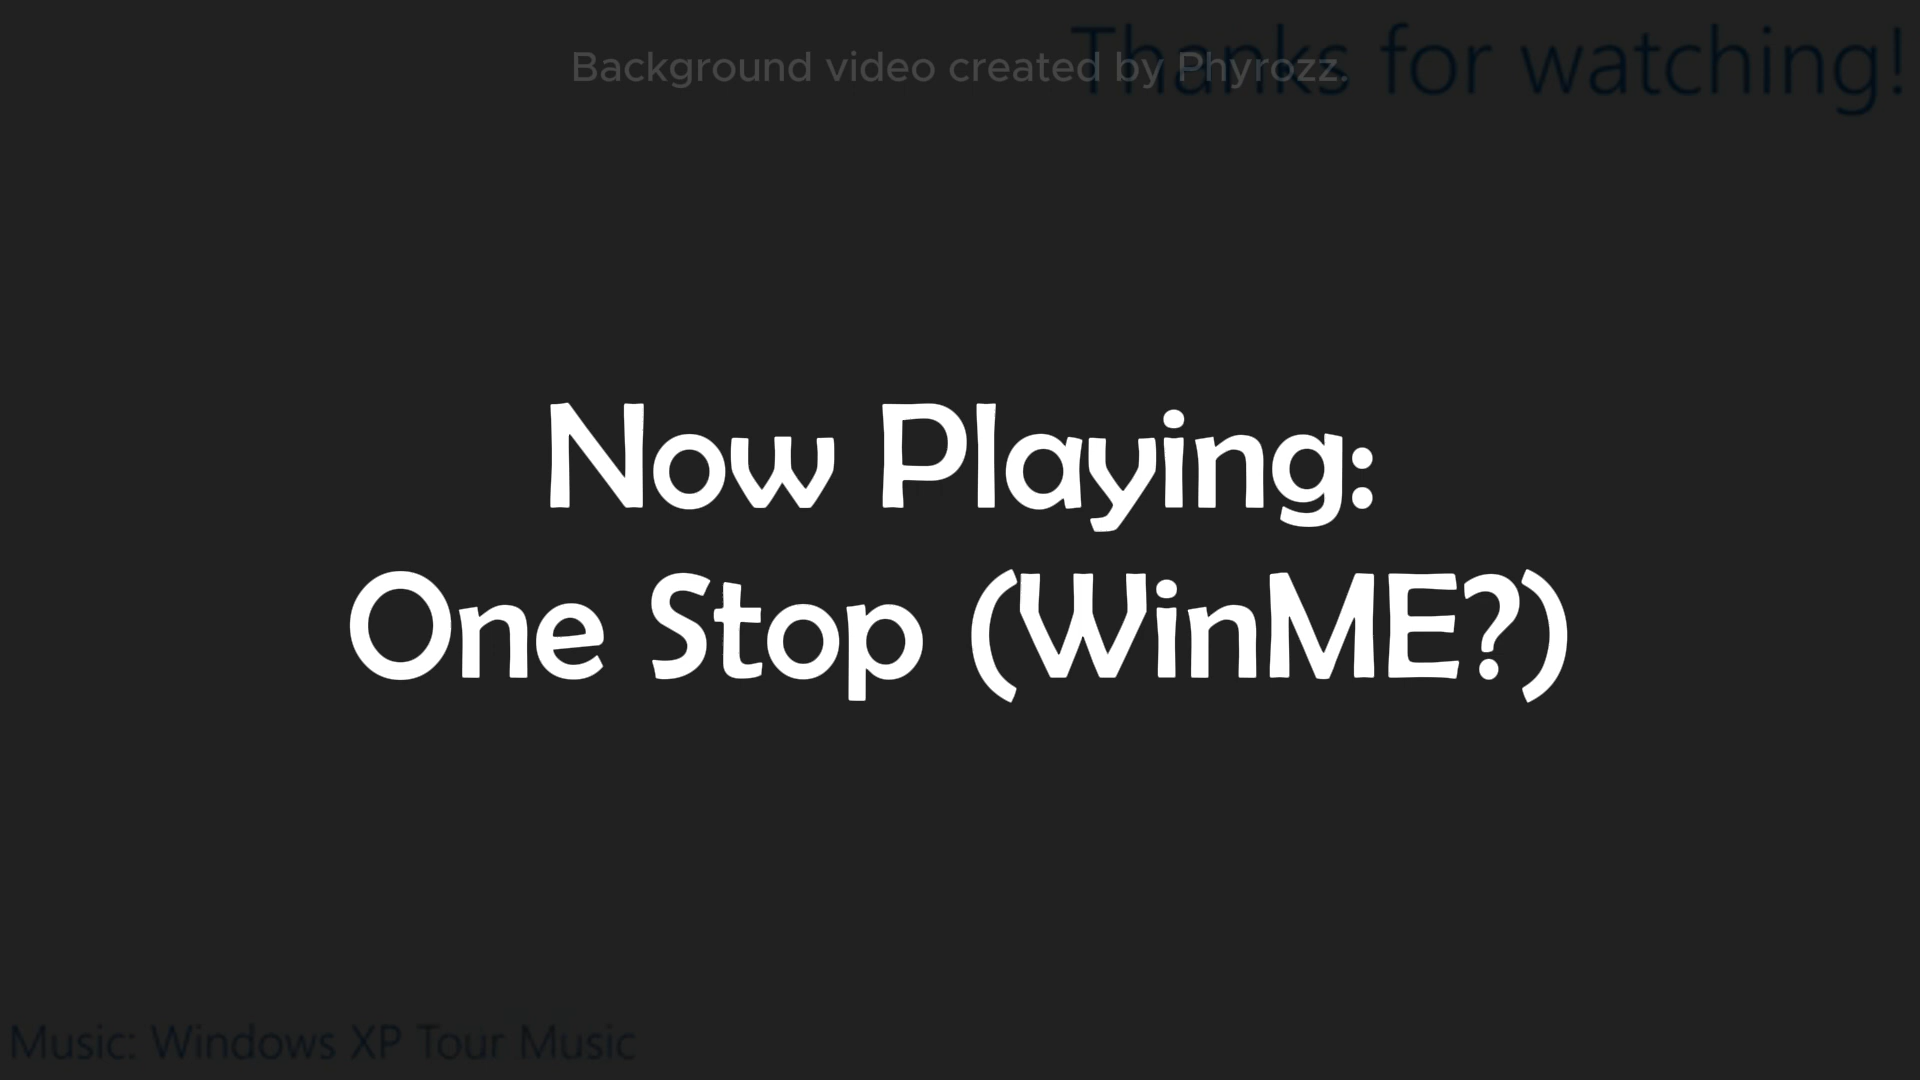 Thanks for watching!
Background video created by Phyrozz.
Now Playing:
One Stop (WinME?)
Music: Windows XP Tour Music